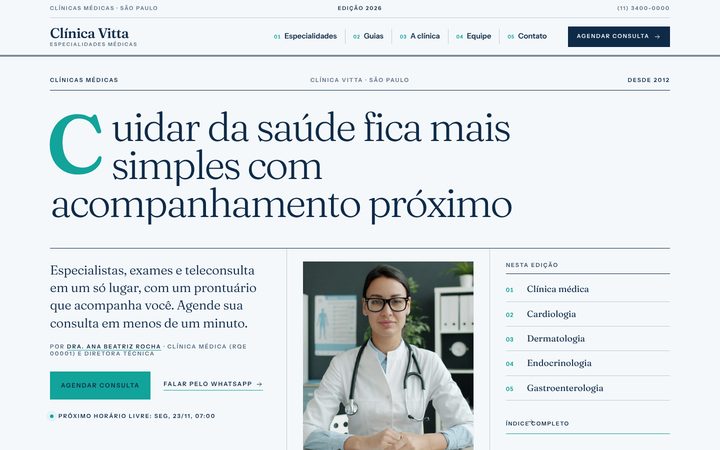 CLÍNICAS MÉDICAS · SÃO PAULO
EDIÇÃO 2026
(11) 3400-0000
Clínica Vitta
ESPECIALIDADES MÉDICAS
01 Especialidades
02 Guias
03 A clínica
04 Equipe
05 Contato
AGENDAR CONSULTA →
CLÍNICAS MÉDICAS
CLÍNICA VITTA · SÃO PAULO
DESDE 2012
Cuidar da saúde fica mais
simples com
acompanhamento próximo
Especialistas, exames e teleconsulta
em um só lugar, com um prontuário
que acompanha você. Agende sua
consulta em menos de um minuto.
POR DRA. ANA BEATRIZ ROCHA · CLÍNICA MÉDICA (RQE
00001) E DIRETORA TÉCNICA
AGENDAR CONSULTA
FALAR PELO WHATSAPP →
PRÓXIMO HORÁRIO LIVRE: SEG, 23/11, 07:00
NESTA EDIÇÃO
01 Clínica médica
02 Cardiologia
03 Dermatologia
04 Endocrinologia
05 Gastroenterologia
ÍNDICE COMPLETO